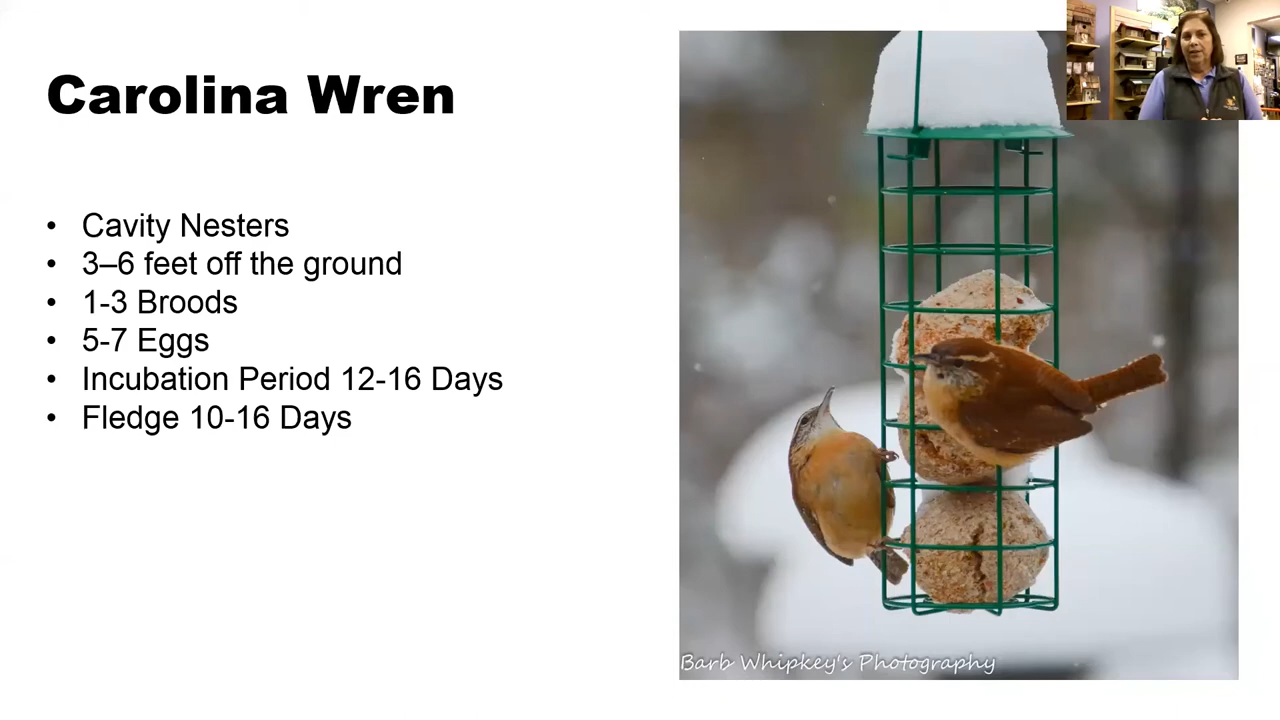 Carolina Wren
• Cavity Nesters
• 3–6 feet off the ground
• 1-3 Broods
• 5-7 Eggs
• Incubation Period 12-16 Days
• Fledge 10-16 Days
Barb Whipkey's Photography